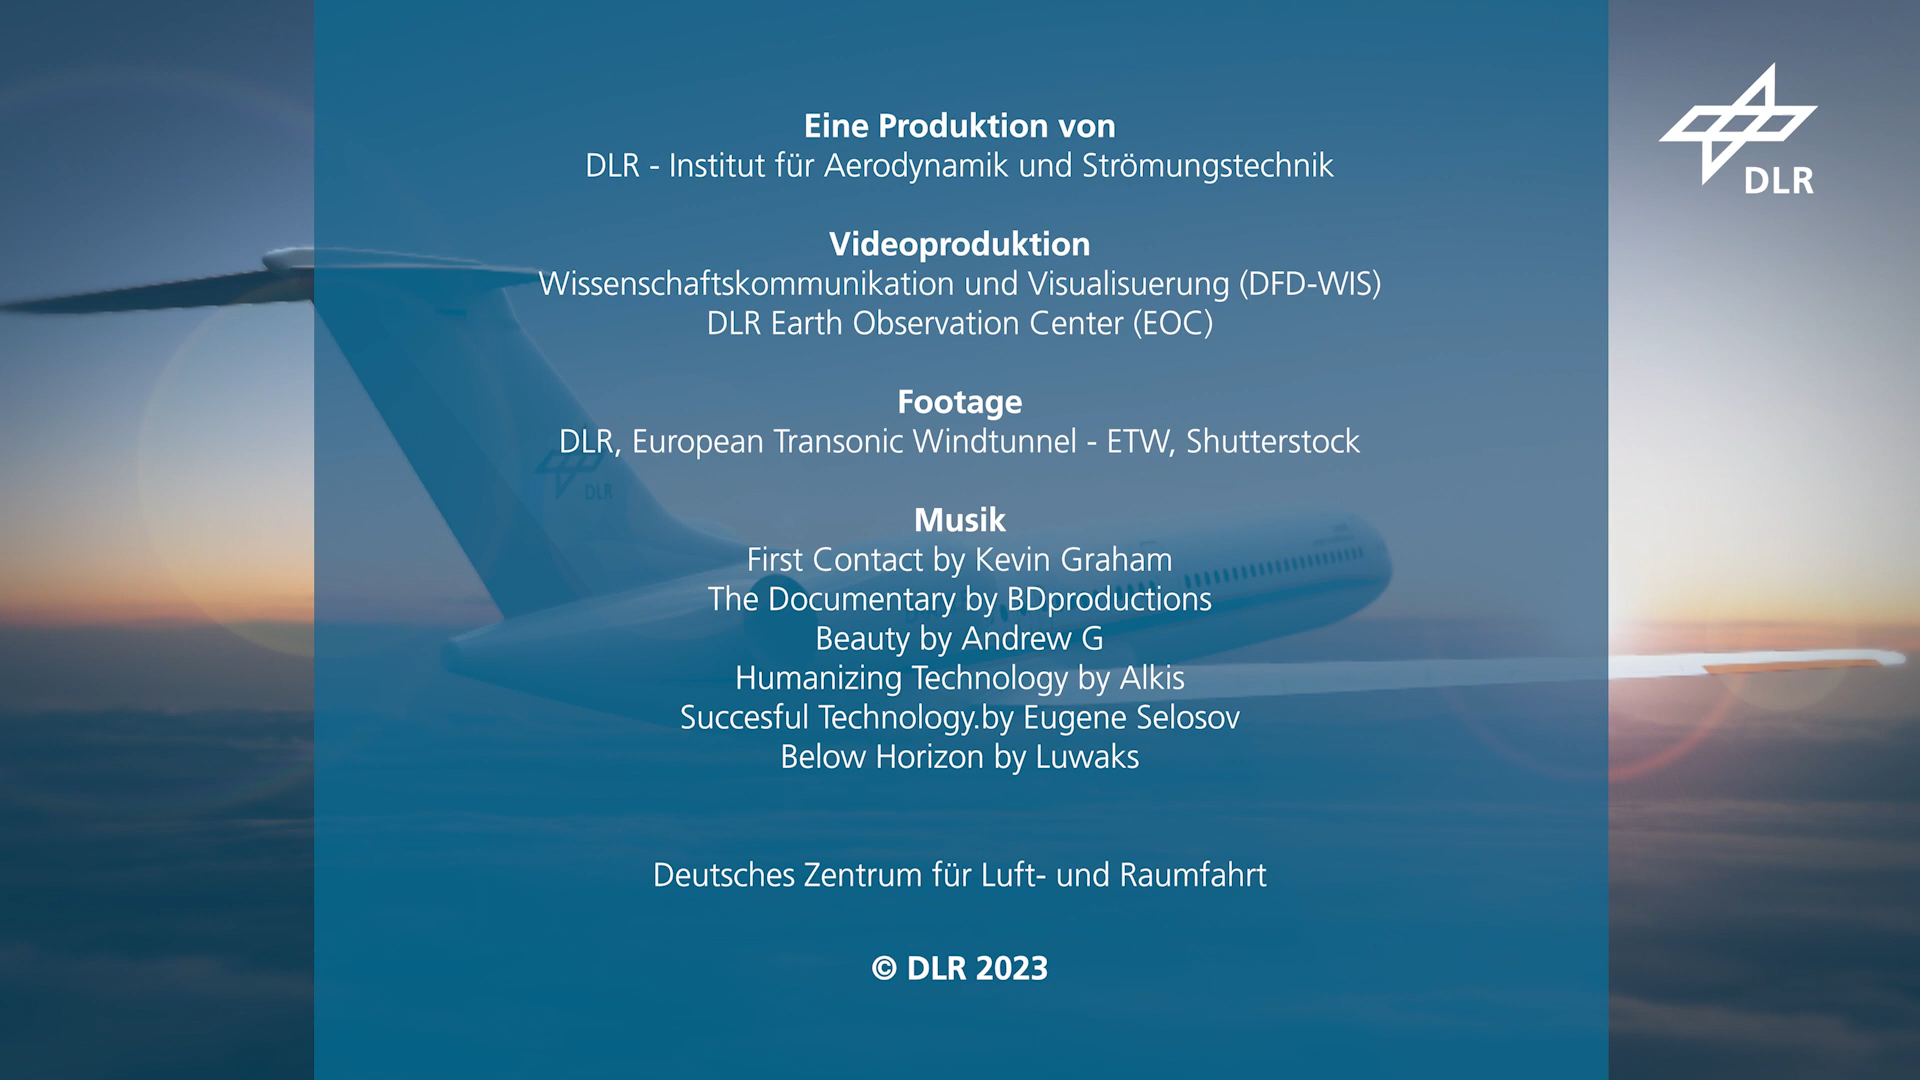 Eine Produktion von
DLR - Institut für Aerodynamik und Strömungstechnik
Videoproduktion
Wissenschaftskommunikation und Visualisuerung (DFD-WIS)
DLR Earth Observation Center (EOC)
Footage
DLR, European Transonic Windtunnel - ETW, Shutterstock
Musik
First Contact by Kevin Graham
The Documentary by BDproductions
Beauty by Andrew G
Humanizing Technology by Alkis
Succesful Technology.by Eugene Selosov
Below Horizon by Luwaks
Deutsches Zentrum für Luft- und Raumfahrt
© DLR 2023
DLR
DLR